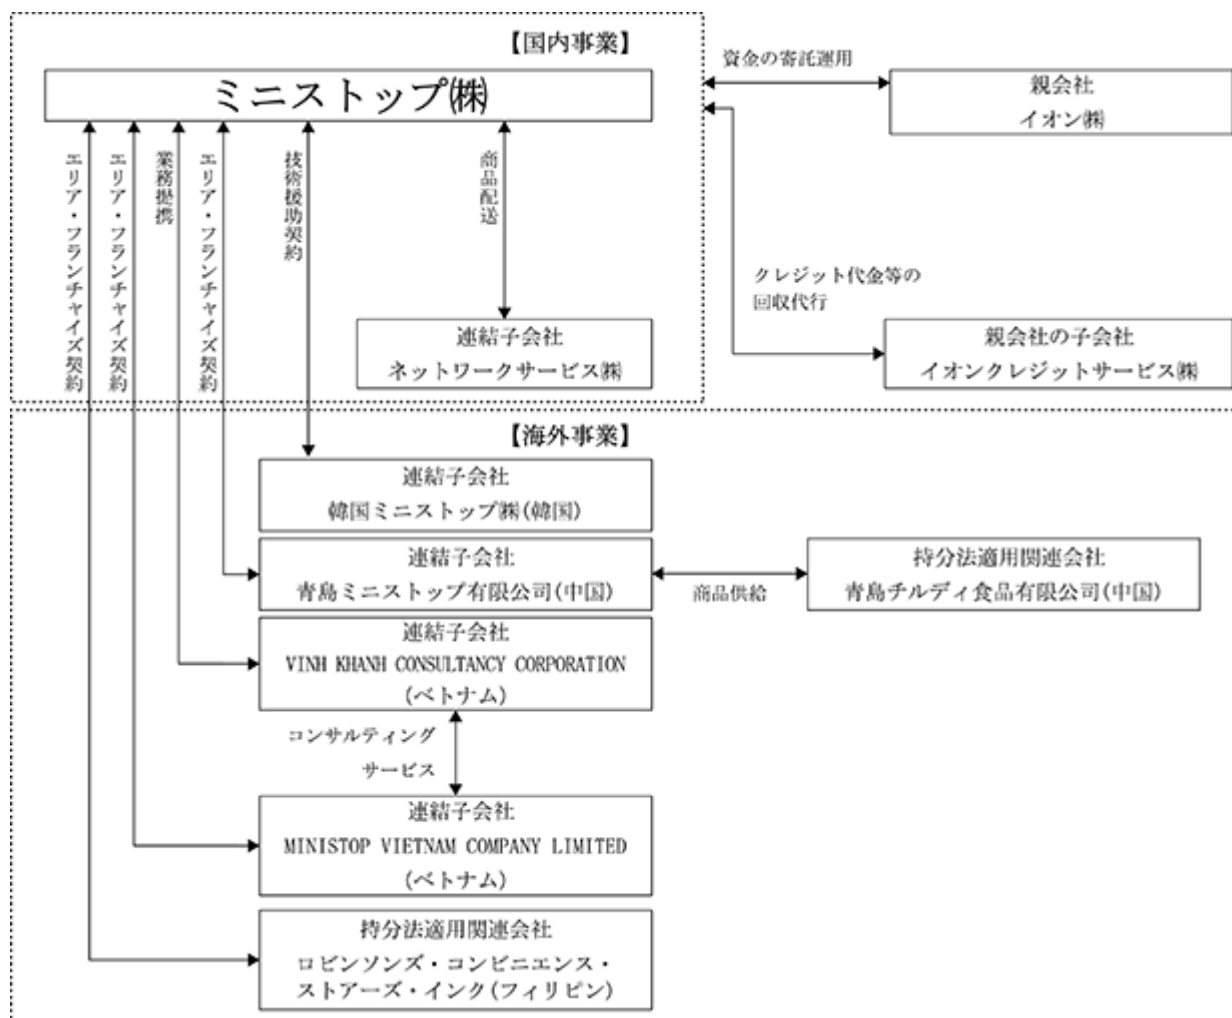 【国内事業】
ミニストップ㈱
資金の寄託運用
親会社
イオン㈱
エリア・フランチャイズ契約
エリア・フランチャイズ契約
業務提携
エリア・フランチャイズ契約
技術援助契約
商品配送
クレジット代金等の
回収代行
連結子会社
ネットワークサービス㈱
親会社の子会社
イオンクレジットサービス㈱
【海外事業】
連結子会社
韓国ミニストップ㈱(韓国)
連結子会社
青島ミニストップ有限公司(中国)
商品供給
持分法適用関連会社
青島チルディ食品有限公司(中国)
連結子会社
VINH KHANH CONSULTANCY CORPORATION
(ベトナム)
コンサルティング
サービス
連結子会社
MINISTOP VIETNAM COMPANY LIMITED
(ベトナム)
持分法適用関連会社
ロビンソンズ・コンビニエンス・
ストアーズ・インク(フィリピン)